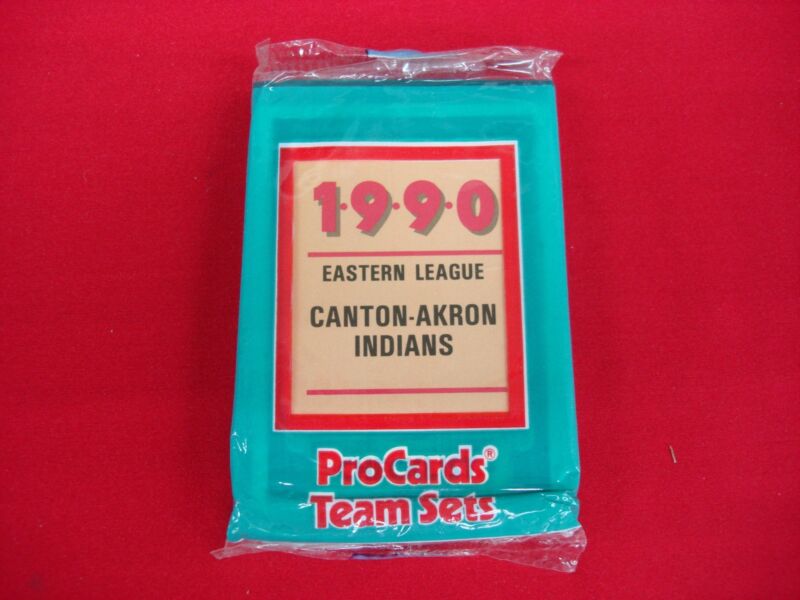 1·9·9·0
EASTERN LEAGUE
CANTON-AKRON
INDIANS
ProCards®
Team Sets